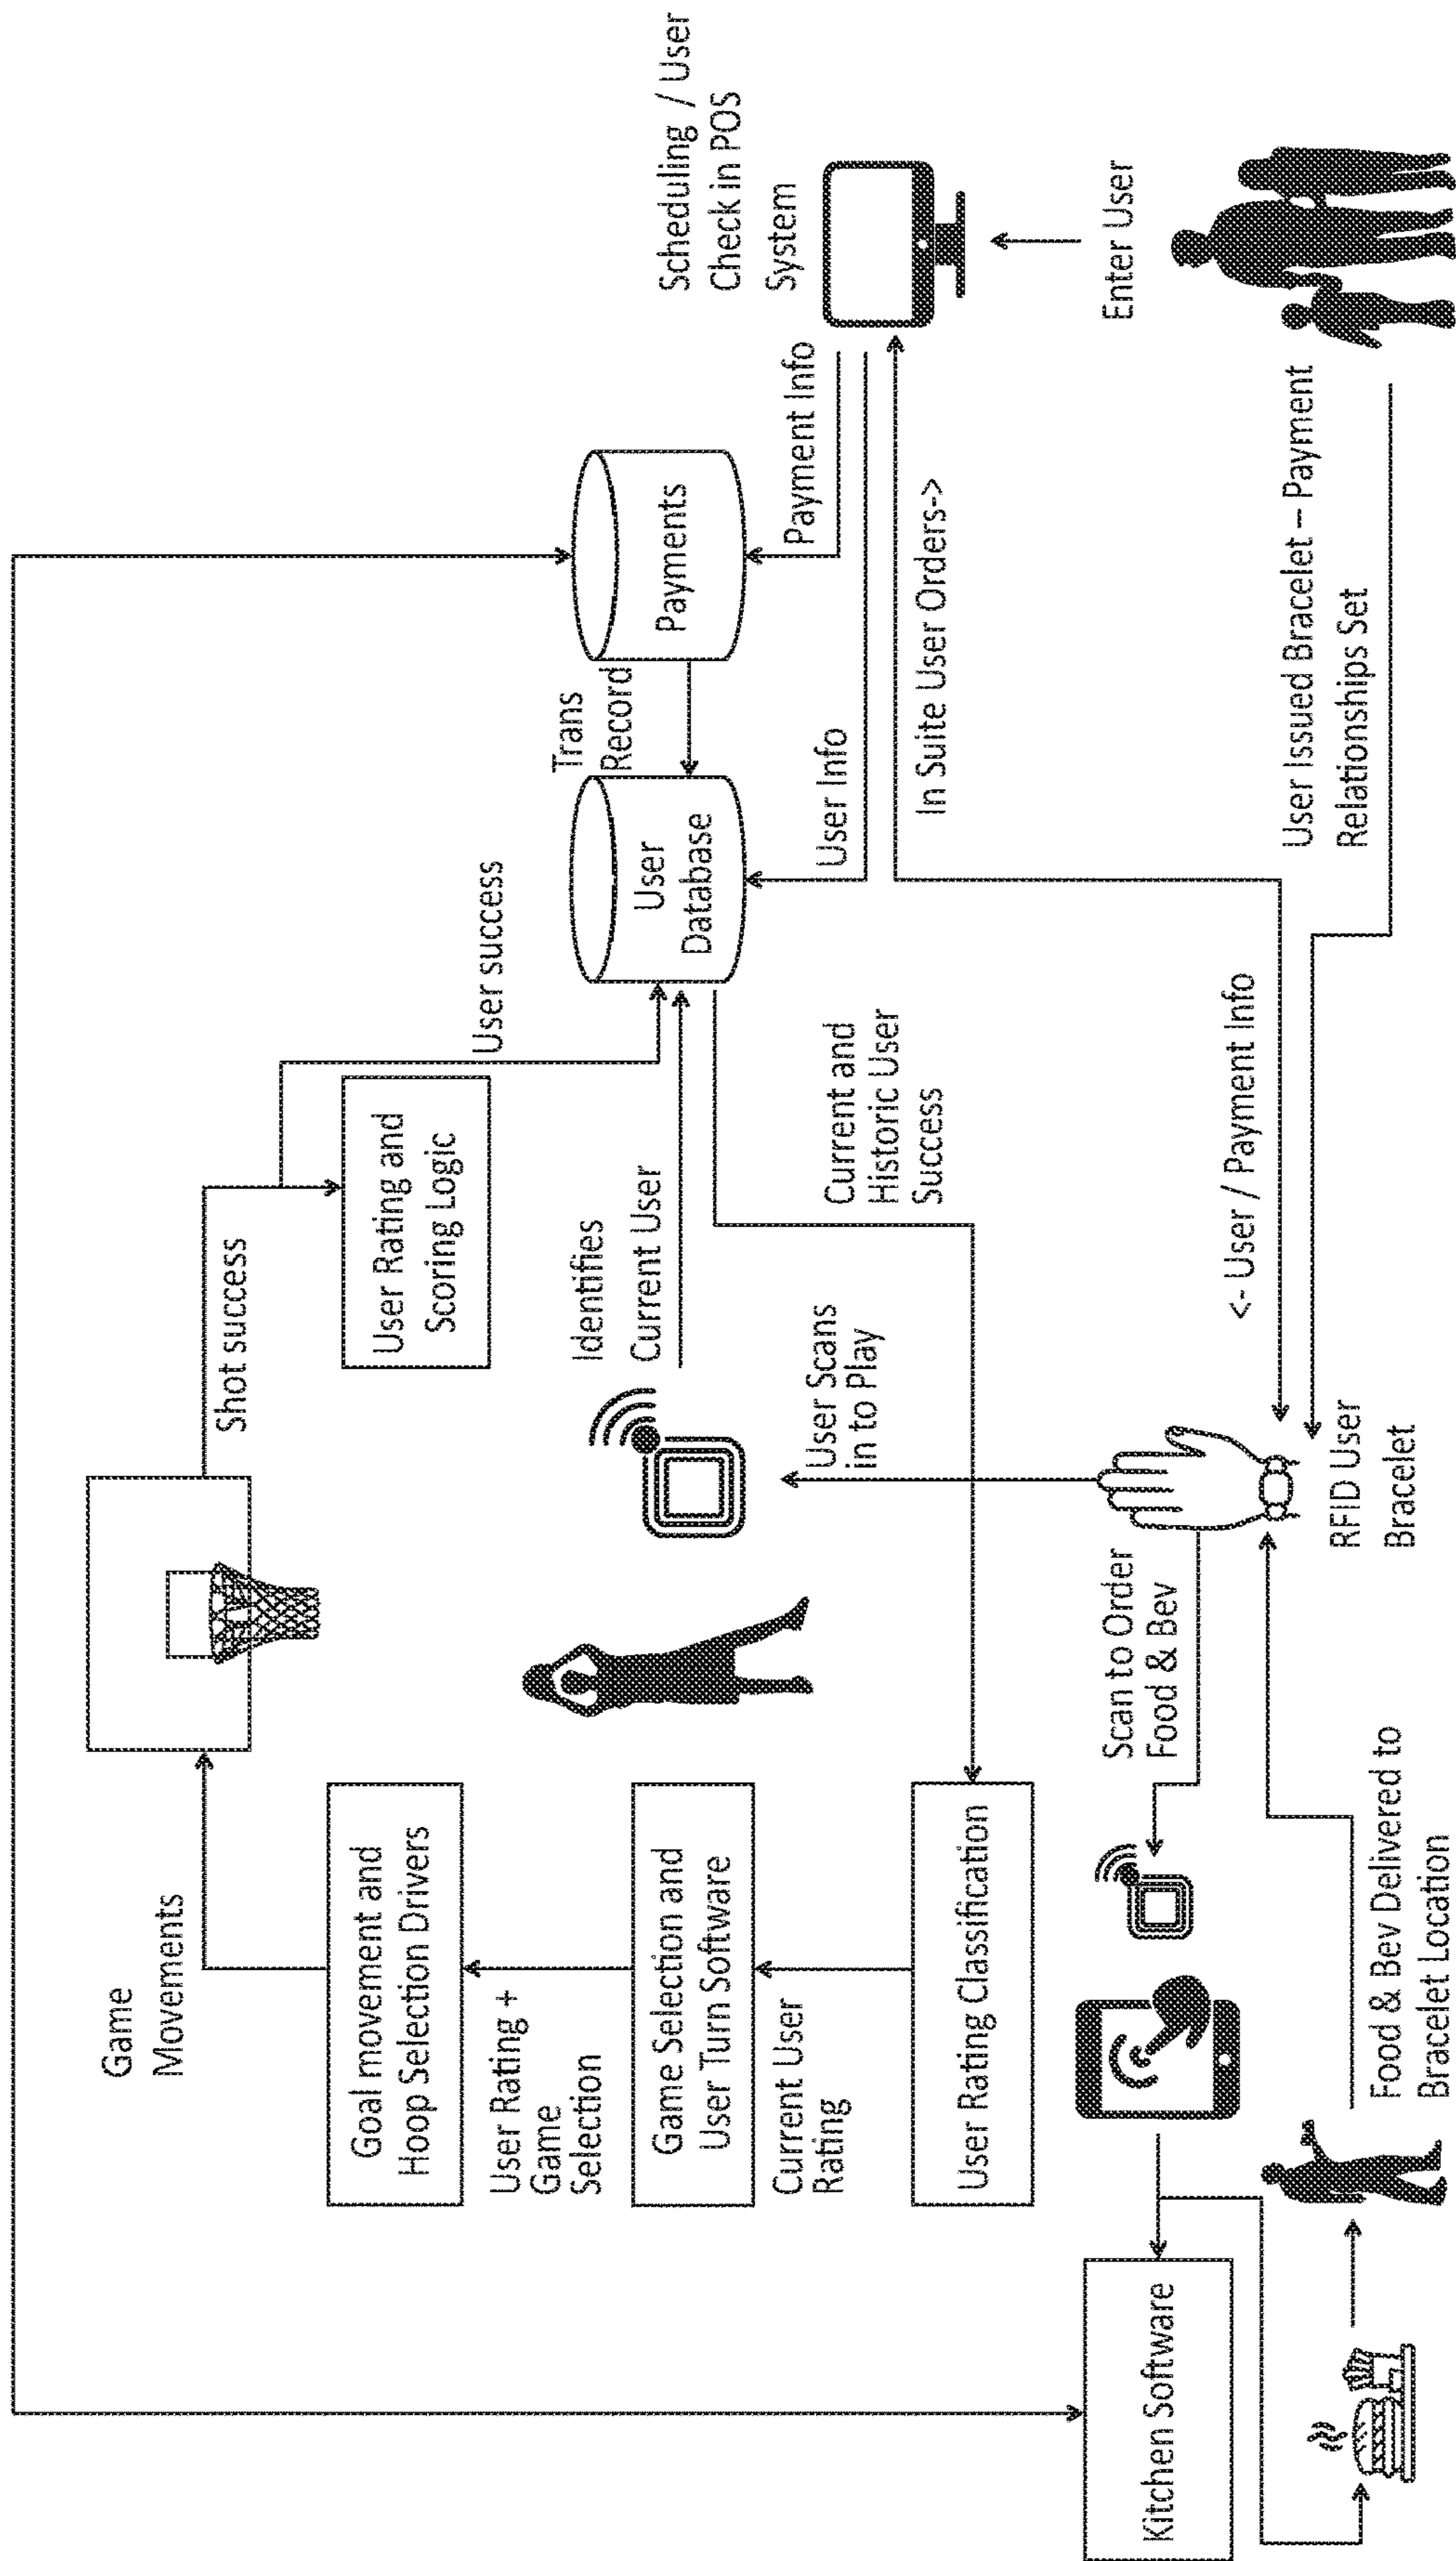 Game
Movements
Shot success
User success
Goal movement and
Hoop Selection Drivers
User Rating and
Scoring Logic
User Rating +
Game
Selection
Identifies
Current User
Trans
Record
Game Selection and
User Turn Software
User
Database
Payments
Scheduling / User
Check in POS
System
Current User
Rating
User Scans
in to Play
Current and
Historic User
Success
User Info
Payment Info
User Rating Classification
In Suite User Orders->
Enter User
Scan to Order
Food & Bev
<- User / Payment Info
Kitchen Software
User Issued Bracelet – Payment
Relationships Set
RFID User
Bracelet
Food & Bev Delivered to
Bracelet Location